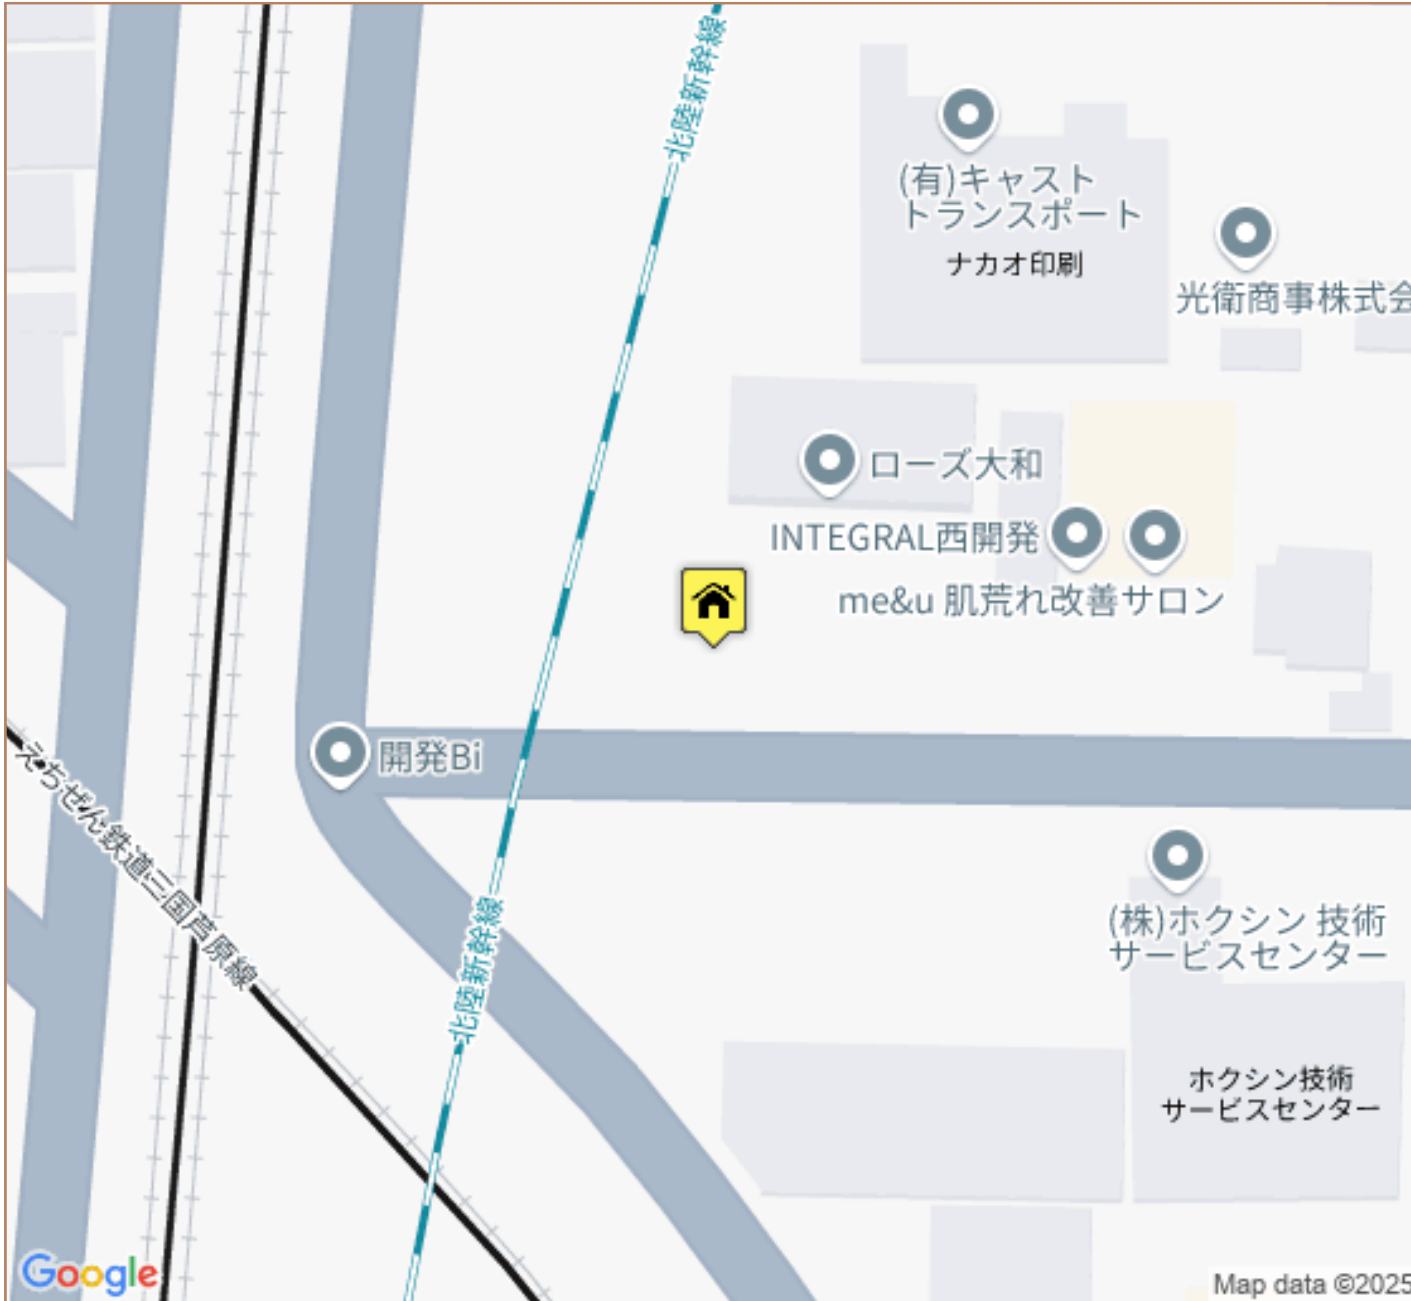 北陸新幹線
(有)キャスト
トランスポート
ナカオ印刷
光衛商事株式会
ローズ大和
INTEGRAL西開発
me&u 肌荒れ改善サロン
開発Bi
えちぜん鉄道三国芦原線
(株)ホクシン 技術
サービスセンター
北陸新幹線
ホクシン技術
サービスセンター
Google
Map data ©2025